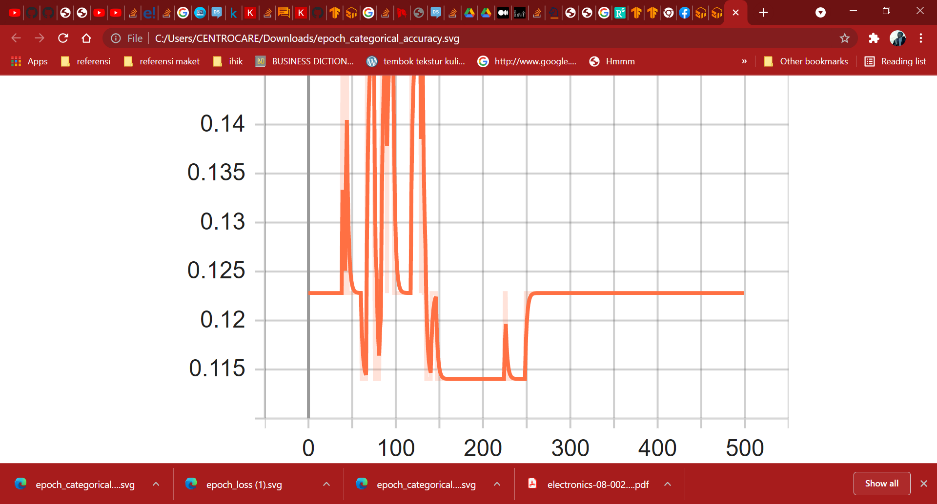 File C:/Users/CENTROCARE/Downloads/epoch_categorical_accuracy.svg
Apps referensi referensi maket ihik BUSINESS DICTION... tembok tekstur kuli... http://www.google.... Hmmm » Other bookmarks Reading list
0.14
0.135
0.13
0.125
0.12
0.115
0 100 200 300 400 500
epoch_categorical....svg epoch_loss (1).svg epoch_categorical....svg electronics-08-002....pdf Show all